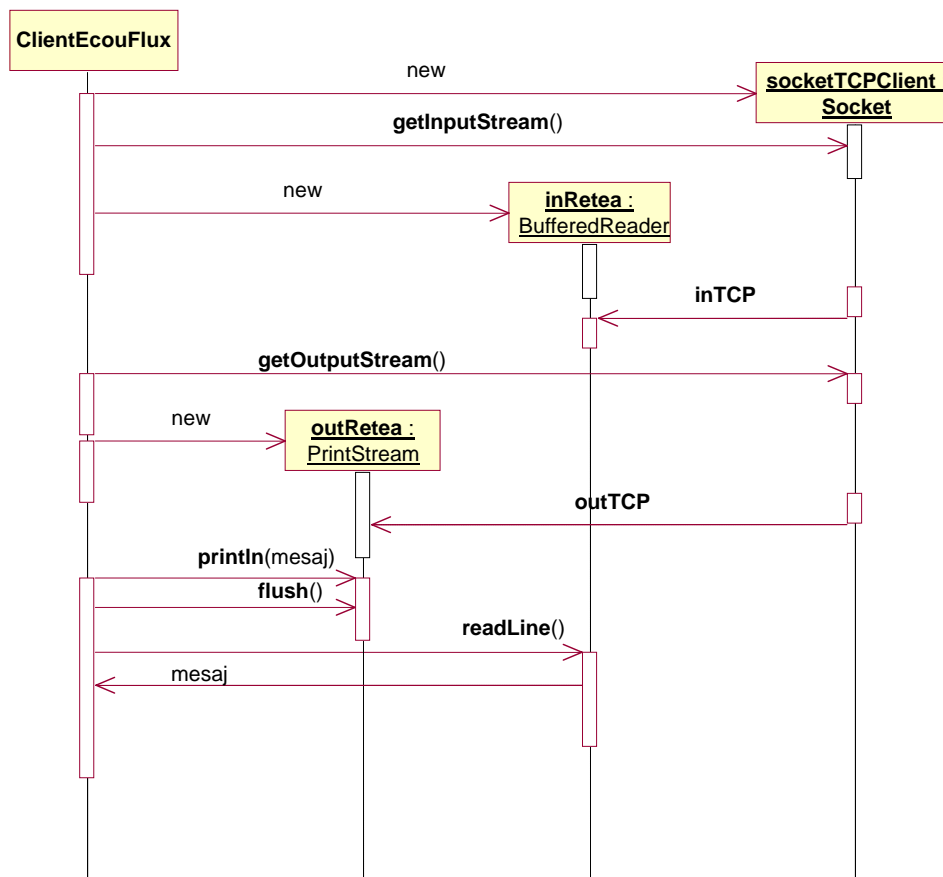 ClientEcouFlux
new
socketTCPClient
Socket
getInputStream()
new
inRetea :
BufferedReader
inTCP
getOutputStream()
new
outRetea :
PrintStream
outTCP
println(mesaj)
flush()
readLine()
mesaj